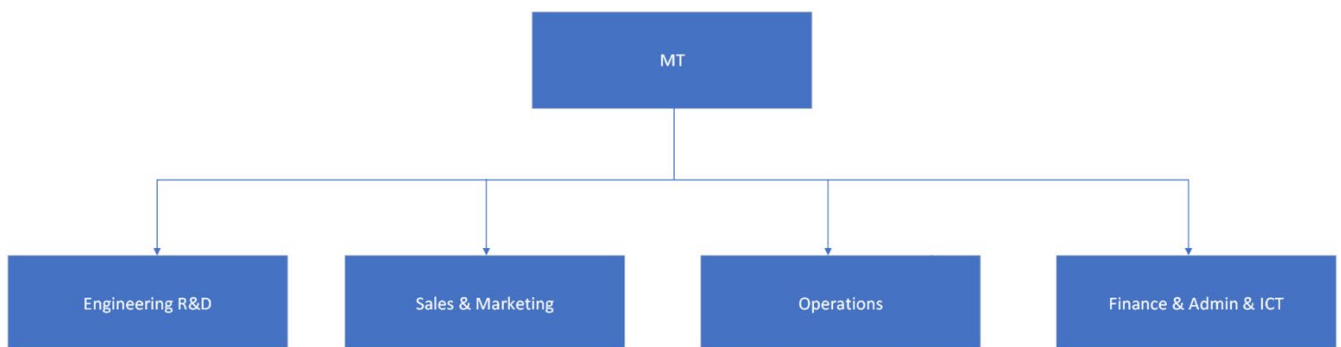 MT
Engineering R&D
Sales & Marketing
Operations
Finance & Admin & ICT